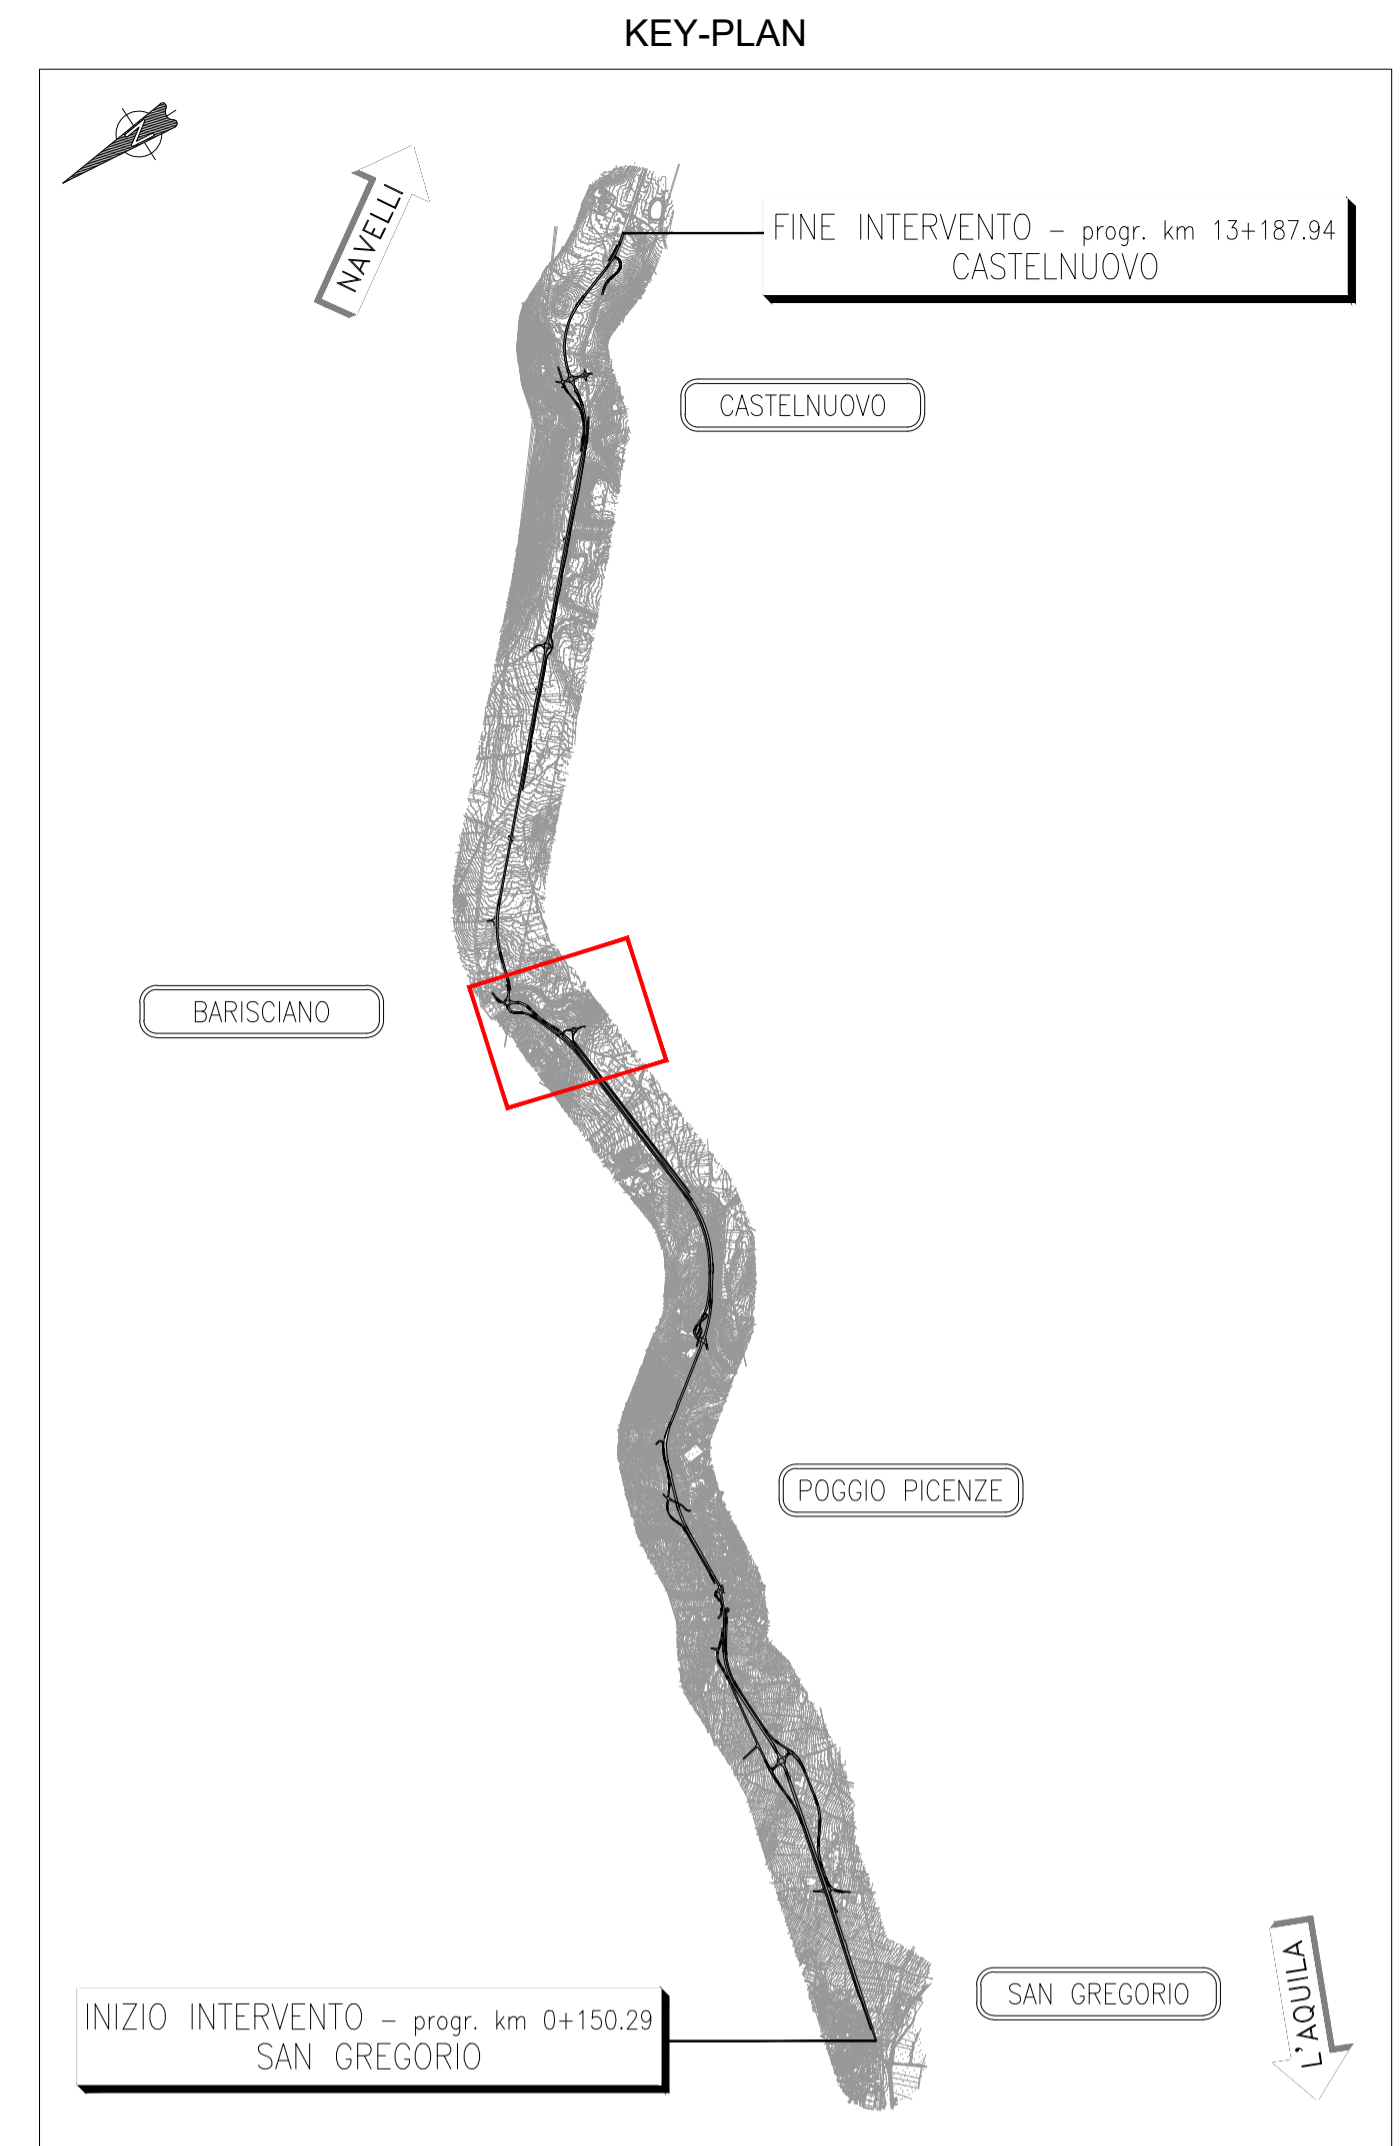 KEY-PLAN
NAVELLI
FINE INTERVENTO - progr. km 13+187.94
CASTELNUOVO
CASTELNUOVO
BARISCIANO
POGGIO PICENZE
SAN GREGORIO
L'AQUILA
INIZIO INTERVENTO - progr. km 0+150.29
SAN GREGORIO